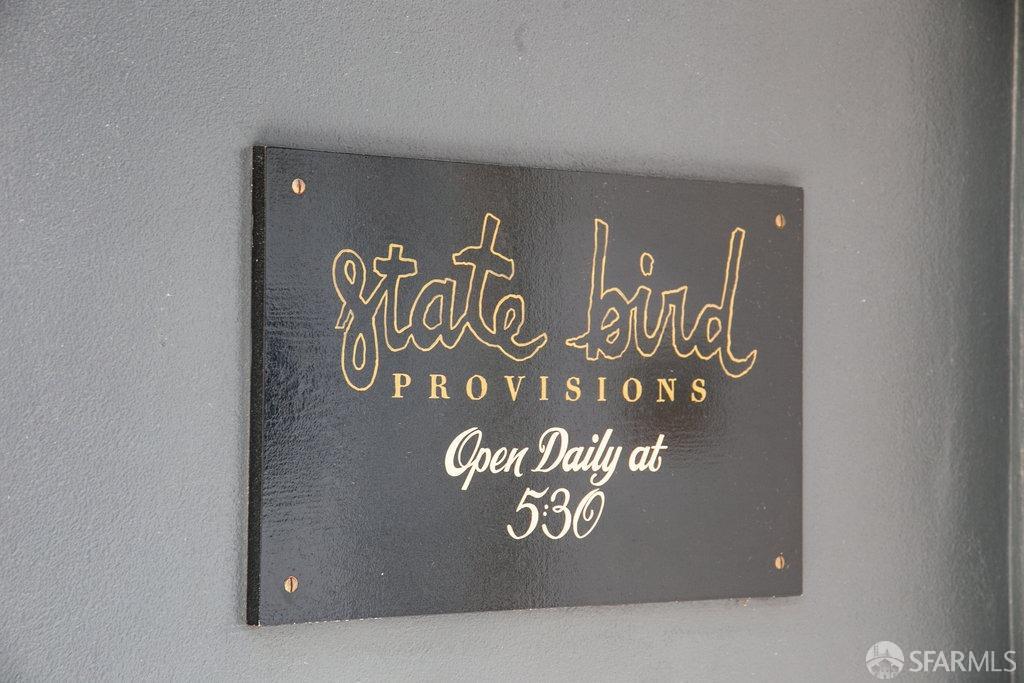 state bird
PROVISIONS
Open Daily at
5:30
SFARMLS